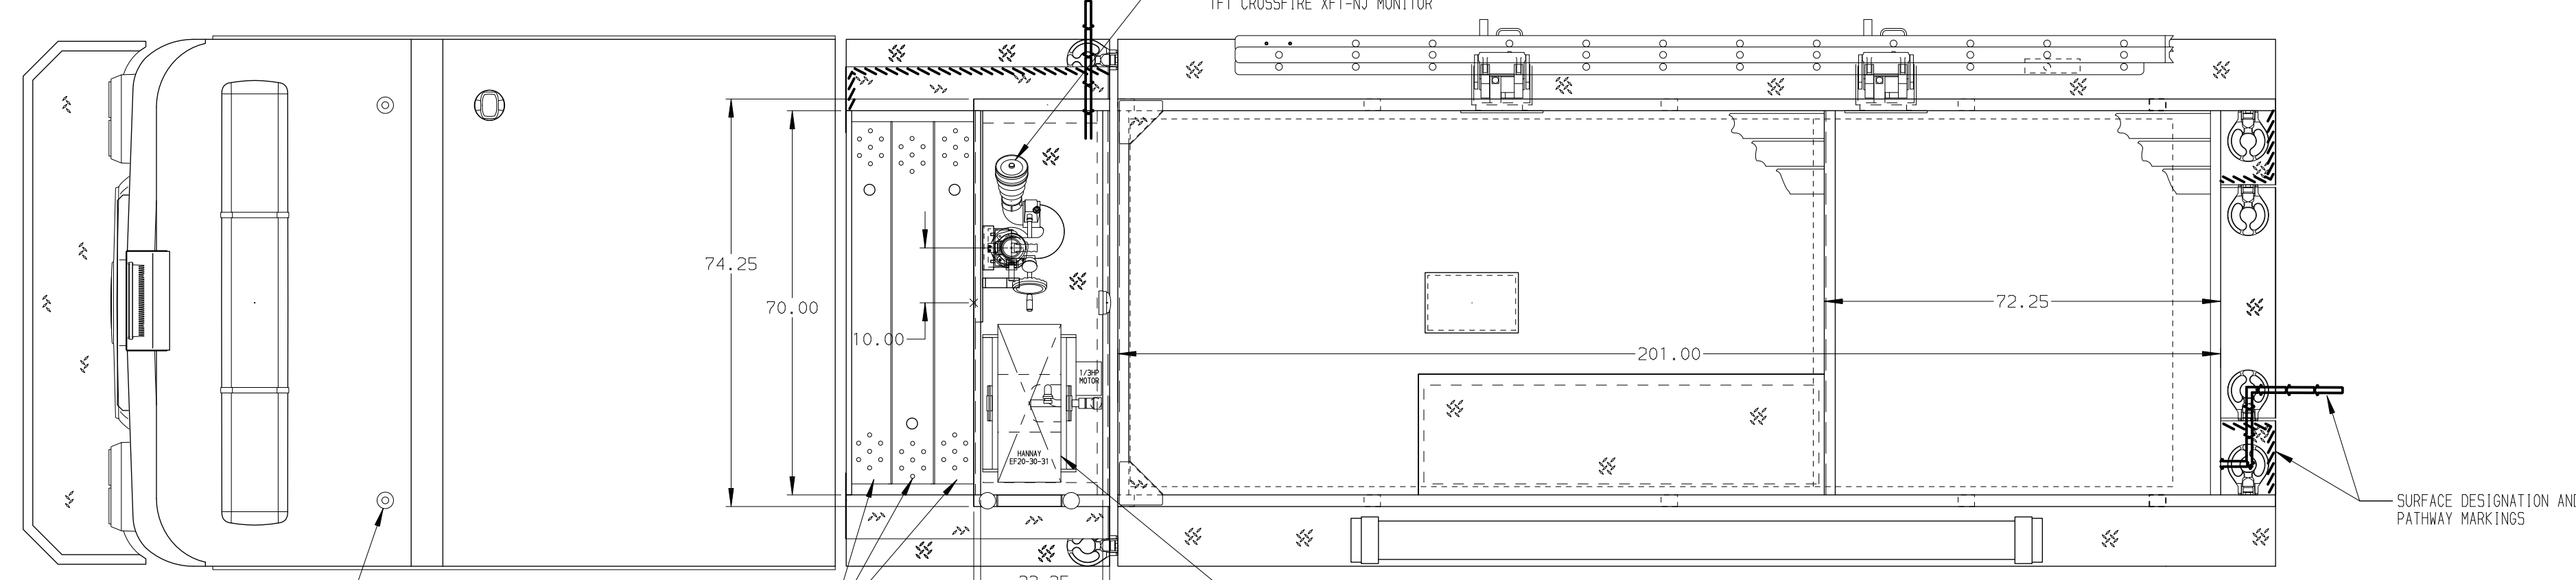 TFT CROSSFIRE XFT-NJ MONITOR
74.25
70.00
10.00
1/3HP
MOTOR
HANNAY
EF20-30-31
72.25
201.00
SURFACE DESIGNATION AND
PATHWAY MARKINGS